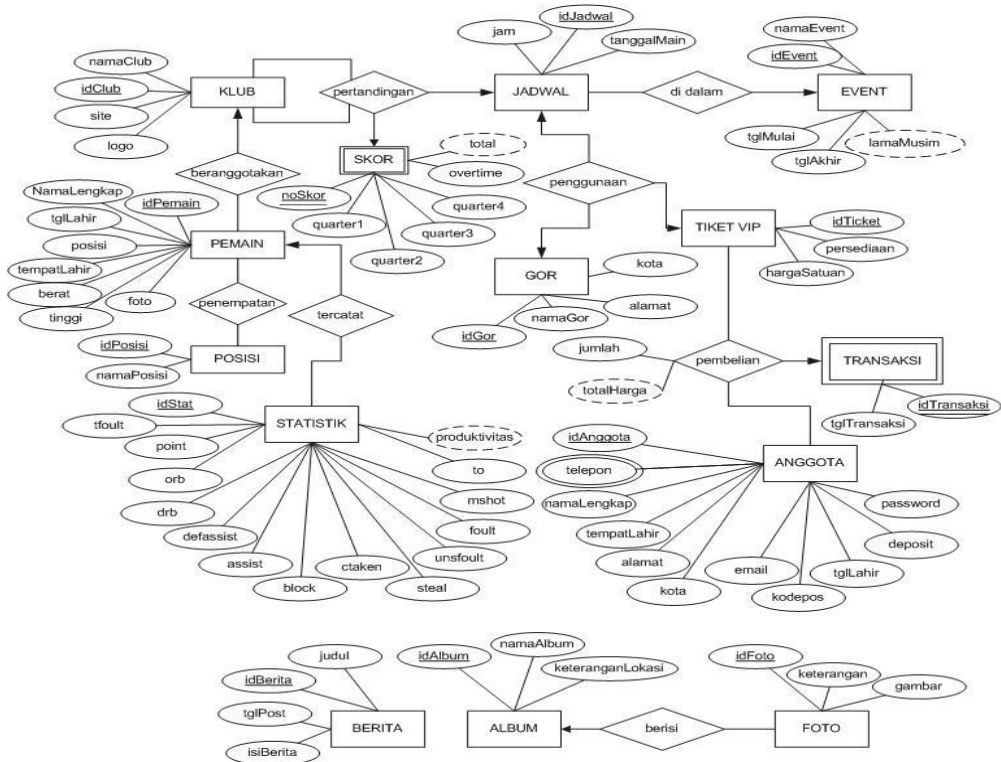 namaClub
idClub
site
logo
KLUB
pertandingan
jam
idJadwal
tanggalMain
JADWAL
di dalam
namaEvent
idEvent
EVENT
tglMulai
tglAkhir
lamaMusim
beranggotakan
SKOR
total
overtime
noSkor
quarter1
quarter2
quarter3
quarter4
penggunaan
NamaLengkap
idPemain
tglLahir
posisi
tempatLahir
berat
tinggi
foto
PEMAIN
penempatan
tercatat
idPosisi
namaPosisi
POSISI
GOR
kota
alamat
namaGor
idGor
TIKET VIP
idTicket
persediaan
hargaSatuan
jumlah
totalHarga
pembelian
TRANSAKSI
idTransaksi
tglTransaksi
idStat
tfoult
point
orb
drb
defassist
assist
block
ctaken
steal
unsfoult
foult
mshot
to
produktivitas
STATISTIK
idAnggota
telepon
namaLengkap
tempatLahir
alamat
kota
email
kodepos
tglLahir
deposit
password
ANGGOTA
judul
idBerita
tglPost
isiBerita
BERITA
idAlbum
namaAlbum
keteranganLokasi
ALBUM
berisi
idFoto
keterangan
gambar
FOTO